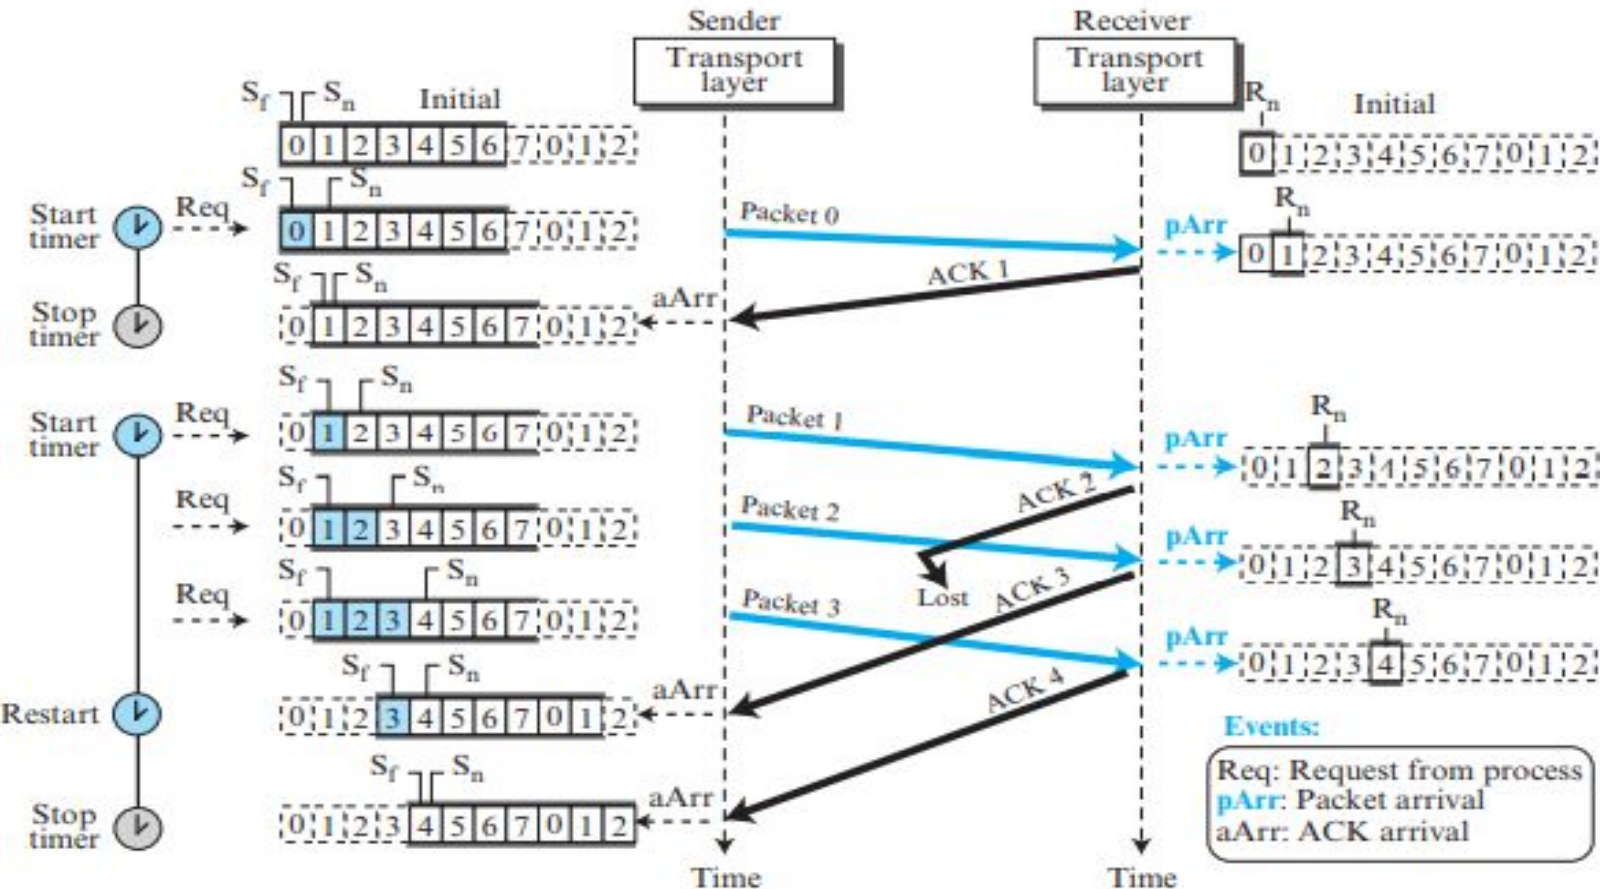 Sender
Receiver
Transport
layer
Transport
layer
Sf Sn Initial
0 1 2 3 4 5 6 7 0 1 2
Rn Initial
0 1 2 3 4 5 6 7 0 1 2
Start
timer
Req
Sf Sn
0 1 2 3 4 5 6 7 0 1 2
Packet 0
pArr
Rn
0 1 2 3 4 5 6 7 0 1 2
Stop
timer
Sf Sn
0 1 2 3 4 5 6 7 0 1 2
aArr
ACK 1
Start
timer
Req
Sf Sn
0 1 2 3 4 5 6 7 0 1 2
Packet 1
pArr
Rn
0 1 2 3 4 5 6 7 0 1 2
Req
Sf Sn
0 1 2 3 4 5 6 7 0 1 2
Packet 2
ACK 2
Lost
pArr
Rn
0 1 2 3 4 5 6 7 0 1 2
Req
Sf Sn
0 1 2 3 4 5 6 7 0 1 2
Packet 3
ACK 3
pArr
Rn
0 1 2 3 4 5 6 7 0 1 2
Restart
Sf Sn
0 1 2 3 4 5 6 7 0 1 2
aArr
ACK 4
Stop
timer
Sf Sn
0 1 2 3 4 5 6 7 0 1 2
aArr
Time
Time
Events:
Req: Request from process
pArr: Packet arrival
aArr: ACK arrival